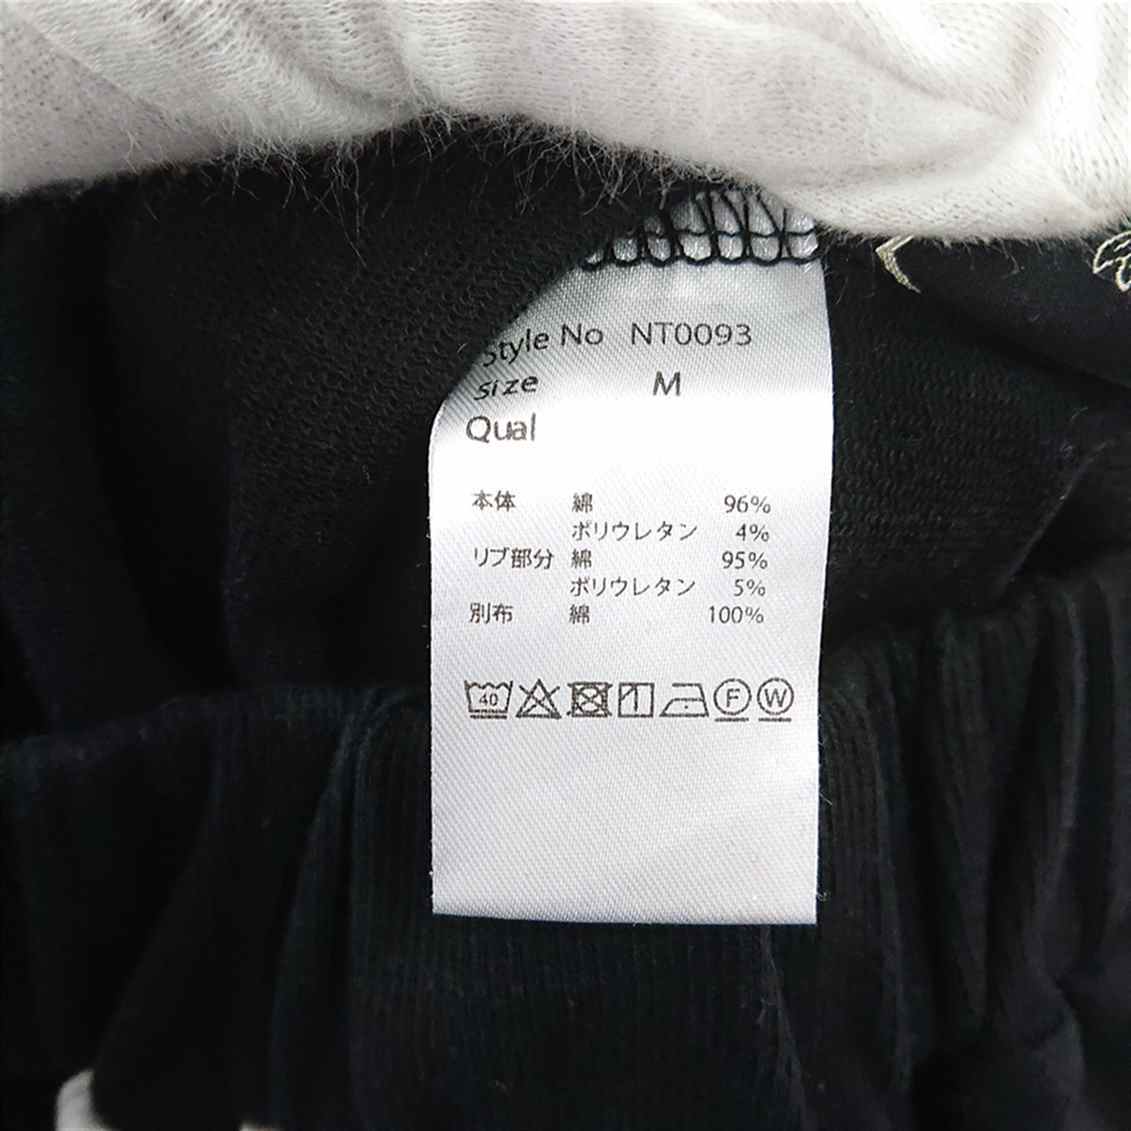 Style No NT0093
size M
Qual
本体 綿 96%
ポリウレタン 4%
リブ部分 綿 95%
ポリウレタン 5%
別布 綿 100%
40 F W